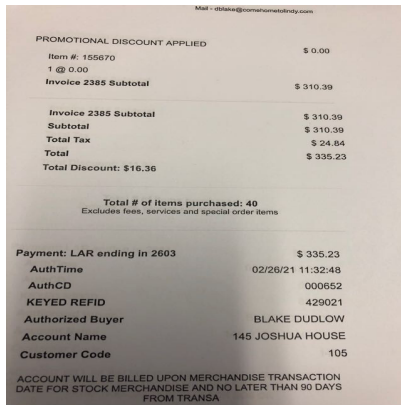 Mail - dblake@comehometolindy.com
PROMOTIONAL DISCOUNT APPLIED $ 0.00
Item #: 155670
1 @ 0.00
Invoice 2385 Subtotal $ 310.39
Invoice 2385 Subtotal $ 310.39
Subtotal $ 310.39
Total Tax $ 24.84
Total $ 335.23
Total Discount: $16.36
Total # of items purchased: 40
Excludes fees, services and special order items
Payment: LAR ending in 2603 $ 335.23
AuthTime 02/26/21 11:32:48
AuthCD 000652
KEYED REFID 429021
Authorized Buyer BLAKE DUDLOW
Account Name 145 JOSHUA HOUSE
Customer Code 105
ACCOUNT WILL BE BILLED UPON MERCHANDISE TRANSACTION
DATE FOR STOCK MERCHANDISE AND NO LATER THAN 90 DAYS
FROM TRANSA